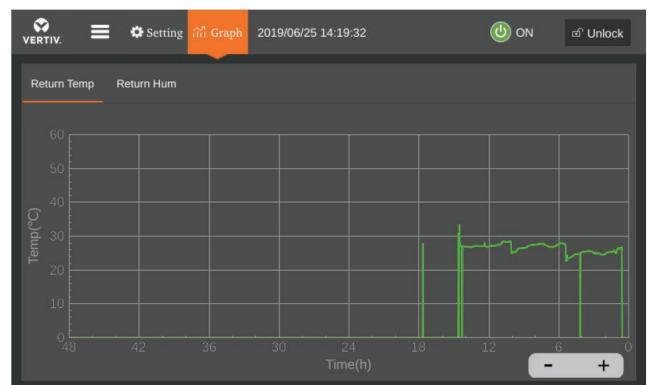 VERTIV. Setting Graph 2019/06/25 14:19:32 ON Unlock
Return Temp Return Hum
60
50
40
30
20
10
0
Temp(°C)
48 42 36 30 24 18 12 6 0
Time(h)
- +